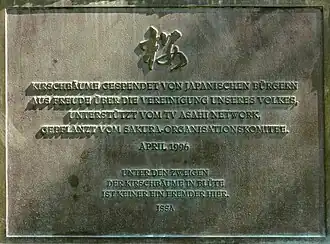 桜
KIRSCHBÄUME GESPENDET VON JAPANISCHEN BÜRGERN
AUS FREUDE ÜBER DIE VEREINIGUNG UNSERES VOLKES,
UNTERSTÜTZT VOM TV ASAHI NETWORK,
GEPFLANZT VOM SAKURA-ORGANISATIONSKOMITEE.
APRIL 1996
UNTER DEN ZWEIGEN
DER KIRSCHBÄUME IN BLÜTE
IST KEINER EIN FREMDER HIER.
ISSA